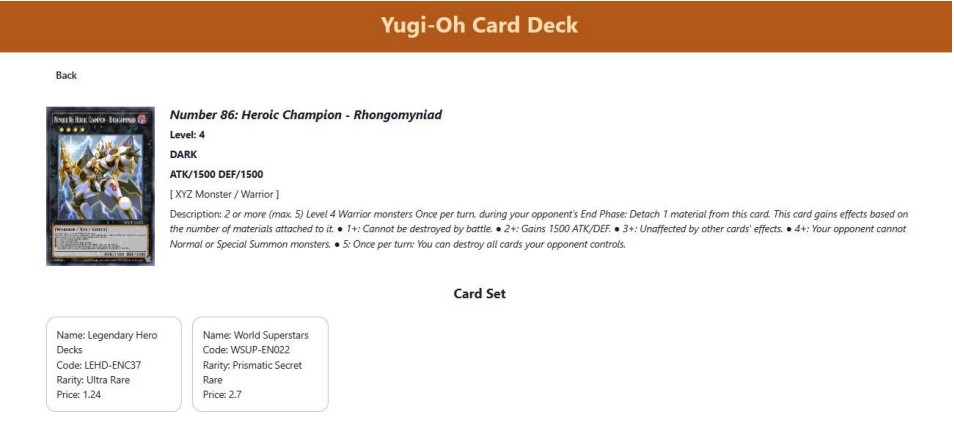 Yugi-Oh Card Deck
Back
Number 86: Heroic Champion - Rhongomyniad
Level: 4
DARK
ATK/1500 DEF/1500
[ XYZ Monster / Warrior ]
Description: 2 or more (max. 5) Level 4 Warrior monsters Once per turn, during your opponent's End Phase: Detach 1 material from this card. This card gains effects based on
the number of materials attached to it. ● 1+: Cannot be destroyed by battle. ● 2+: Gains 1500 ATK/DEF. ● 3+: Unaffected by other cards' effects. ● 4+: Your opponent cannot
Normal or Special Summon monsters. ● 5: Once per turn: You can destroy all cards your opponent controls.
Card Set
Name: Legendary Hero
Decks
Code: LEHD-ENC37
Rarity: Ultra Rare
Price: 1.24
Name: World Superstars
Code: WSUP-EN022
Rarity: Prismatic Secret
Rare
Price: 2.7